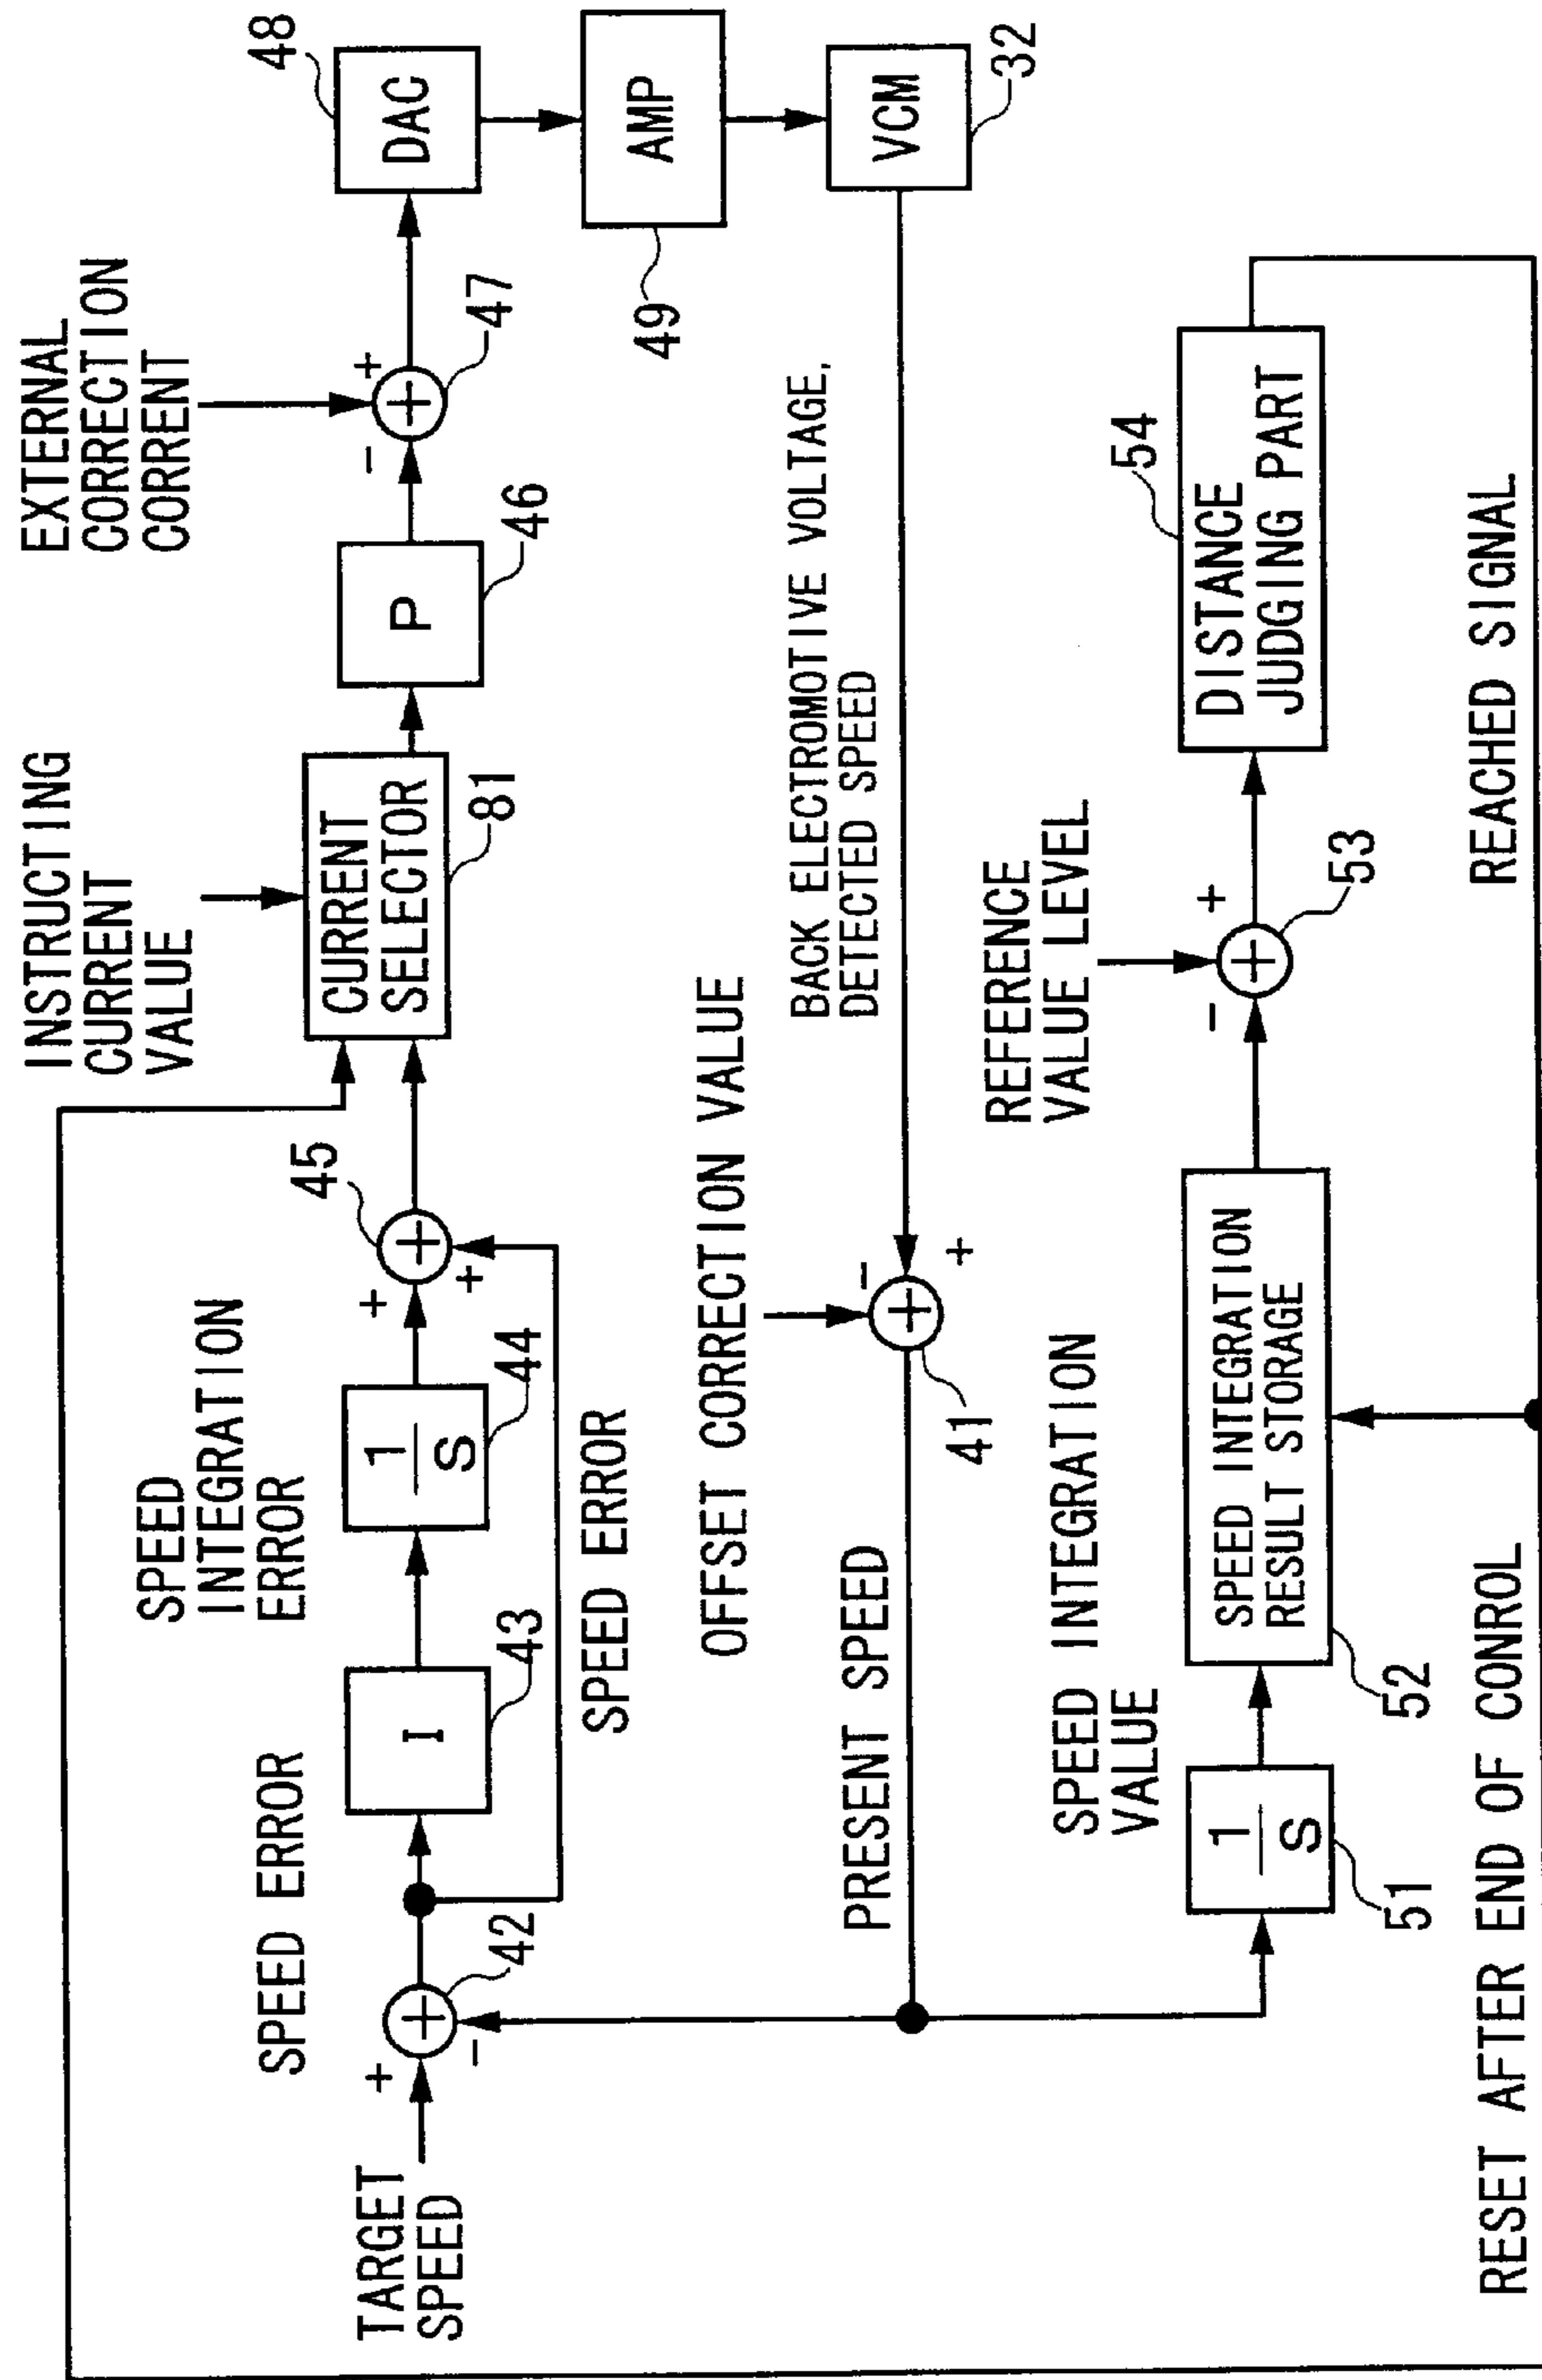 EXTERNAL
CORRECTION
CORRENT
INSTRUCTING
CURRENT
VALUE
SPEED
INTEGRATION
ERROR
SPEED ERROR
TARGET
SPEED
+
-
42
I
43
1
S
44
+
+
45
SPEED ERROR
CURRENT
SELECTOR
81
P
46
-
+
47
DAC
48
AMP
49
VCM
32
BACK ELECTROMOTIVE VOLTAGE,
DETECTED SPEED
OFFSET CORRECTION VALUE
-
+
41
PRESENT SPEED
SPEED INTEGRATION
VALUE
1
S
51
SPEED INTEGRATION
RESULT STORAGE
52
REFERENCE
VALUE LEVEL
-
+
53
DISTANCE
JUDGING PART
54
REACHED SIGNAL
RESET AFTER END OF CONROL